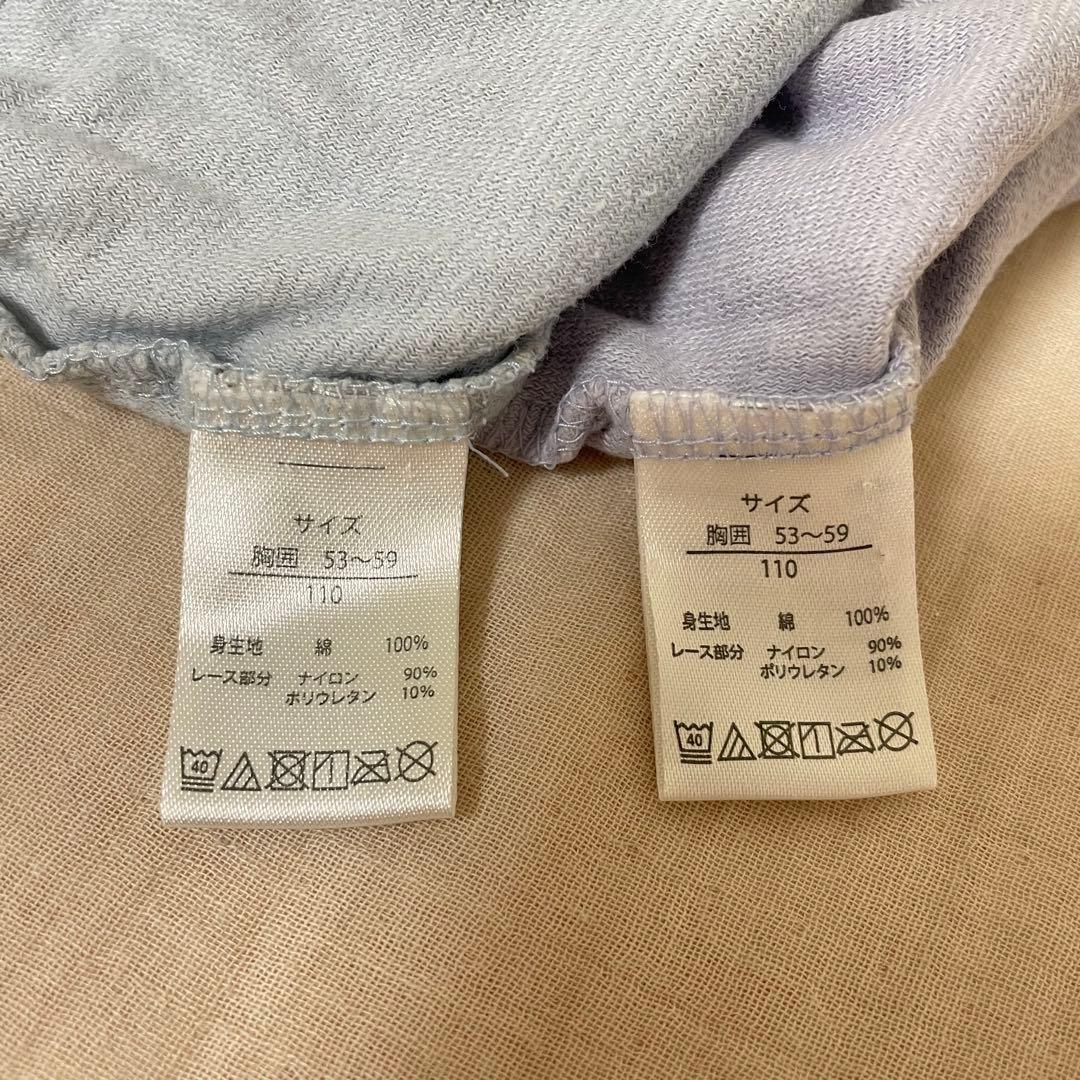 サイズ
胸囲 53～59
110
身生地 綿 100%
レース部分 ナイロン 90%
ポリウレタン 10%
40
サイズ
胸囲 53～59
110
身生地 綿 100%
レース部分 ナイロン 90%
ポリウレタン 10%
40